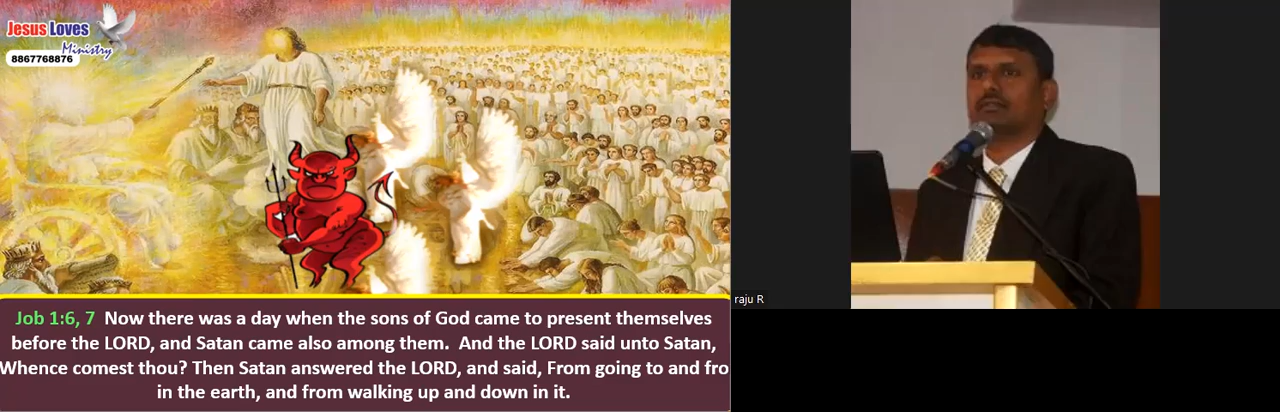 Jesus Loves
Ministry
8867768876
Job 1:6, 7 Now there was a day when the sons of God came to present themselves
before the LORD, and Satan came also among them. And the LORD said unto Satan,
Whence comest thou? Then Satan answered the LORD, and said, From going to and fro
in the earth, and from walking up and down in it.
raju R